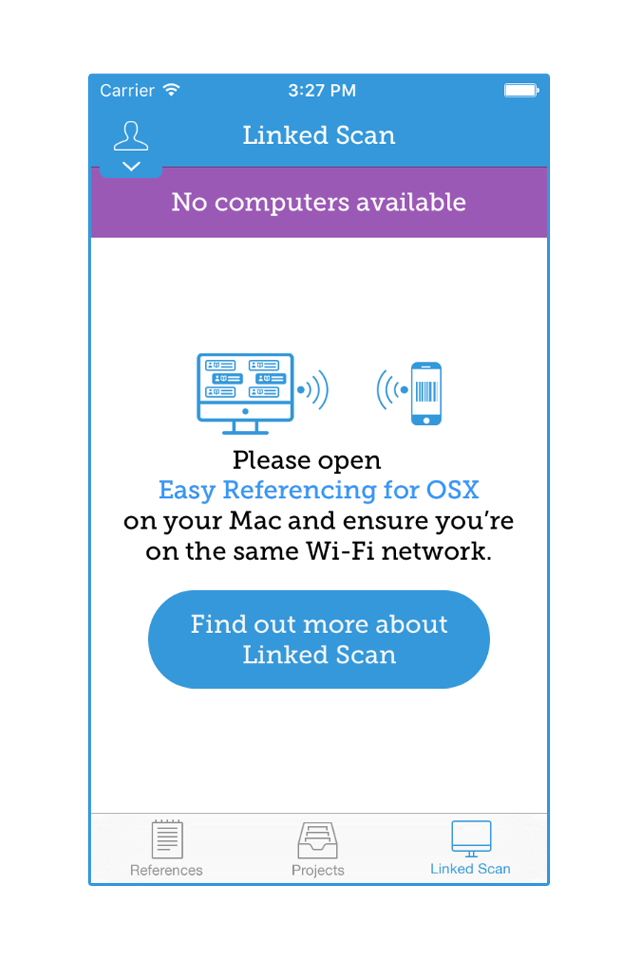 Carrier 3:27 PM
Linked Scan
No computers available
Please open
Easy Referencing for OSX
on your Mac and ensure you're
on the same Wi-Fi network.
Find out more about
Linked Scan
References Projects Linked Scan